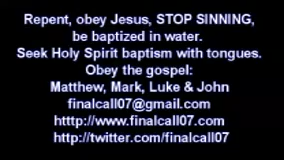 Repent, obey Jesus, STOP SINNING,
be baptized in water.
Seek Holy Spirit baptism with tongues.
Obey the gospel:
Matthew, Mark, Luke & John
finalcall07@gmail.com
htttp://www.finalcall07.com
http://twitter.com/finalcall07